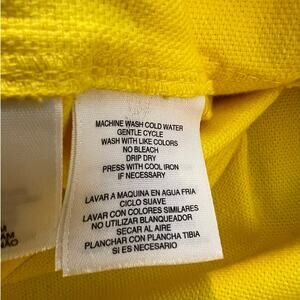 MACHINE WASH COLD WATER
GENTLE CYCLE
WASH WITH LIKE COLORS
NO BLEACH
DRIP DRY
PRESS WITH COOL IRON
IF NECESSARY
LAVAR A MAQUINA EN AGUA FRIA
CICLO SUAVE
LAVAR CON COLORES SIMILARES
NO UTILIZAR BLANQUEADOR
SECAR AL AIRE
PLANCHAR CON PLANCHA TIBIA
SI ES NECESARIO